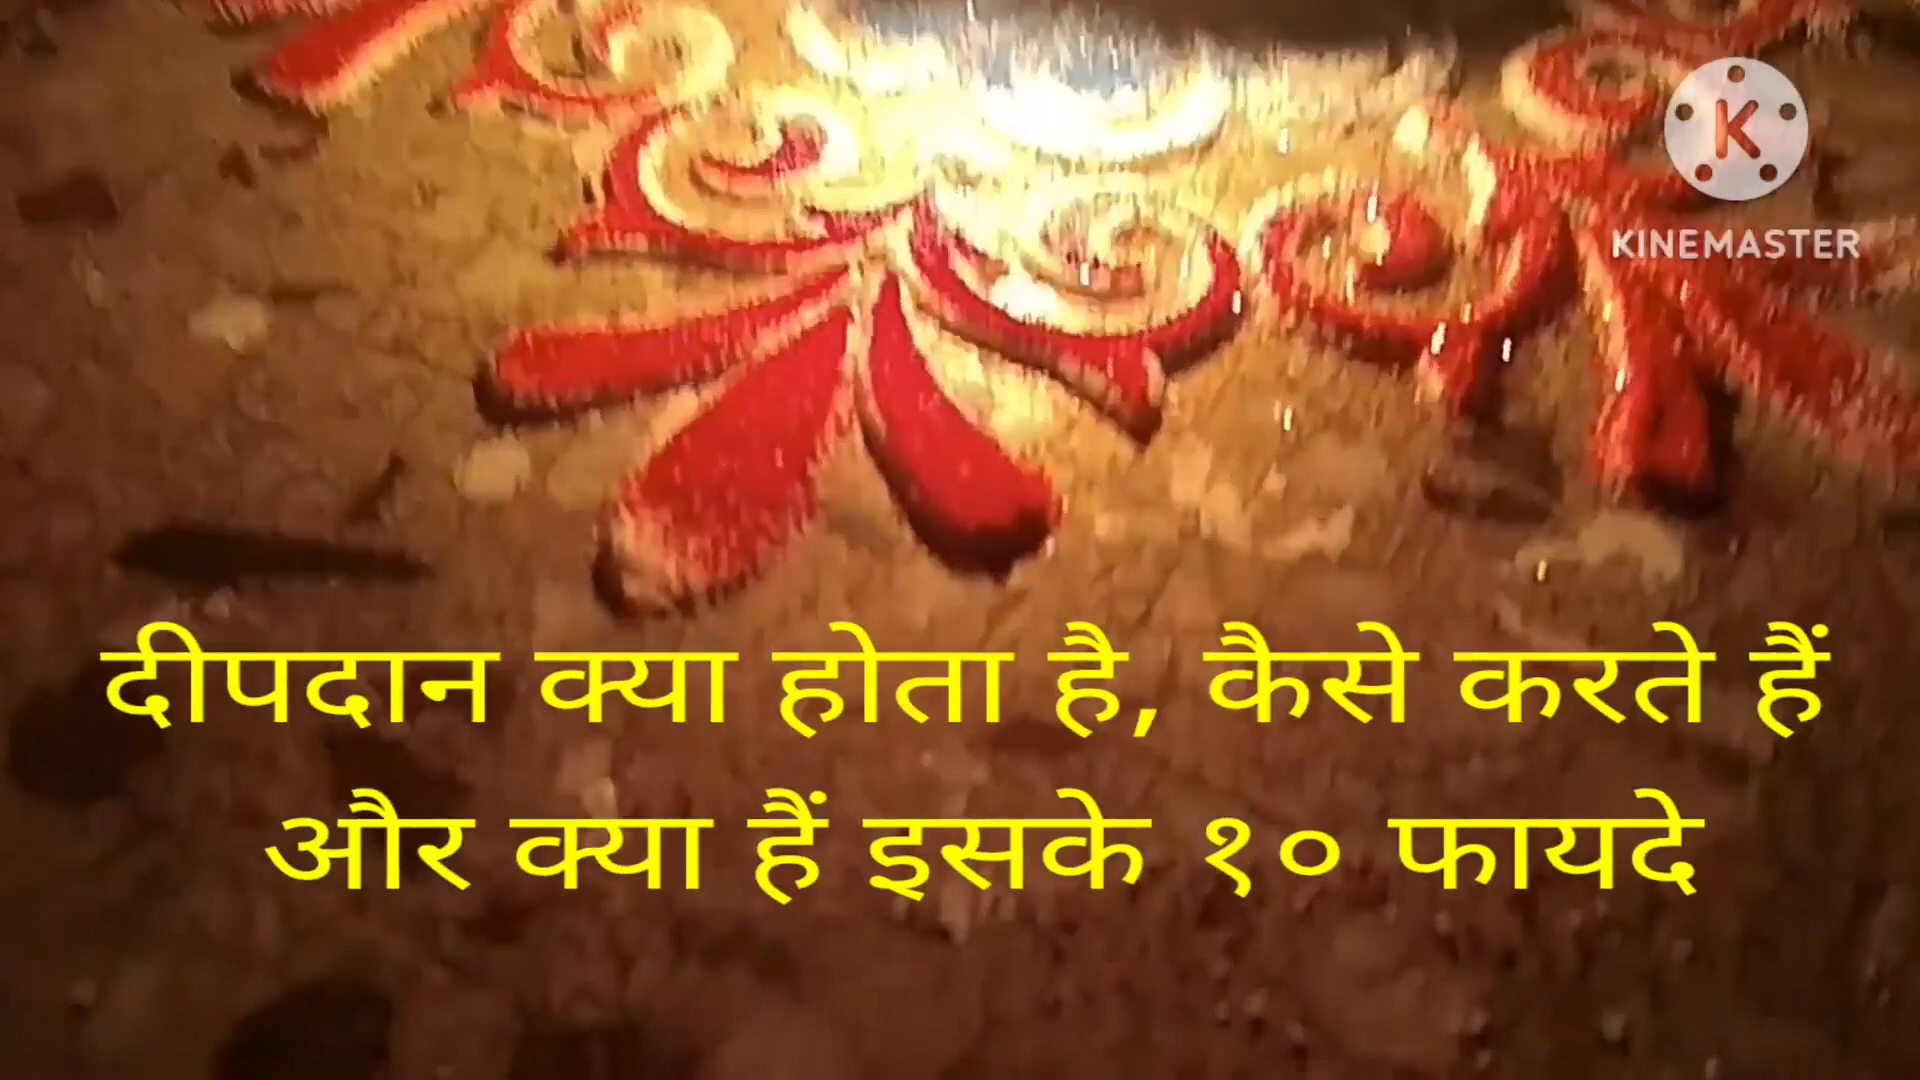 K
KINEMASTER
दीपदान क्या होता है, कैसे करते हैं
और क्या हैं इसके १० फायदे